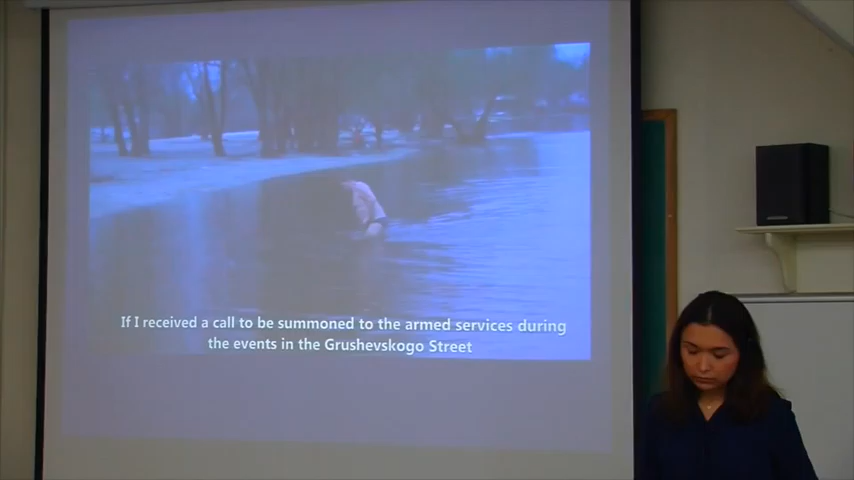 If I received a call to be summoned to the armed services during
the events in the Grushevskogo Street